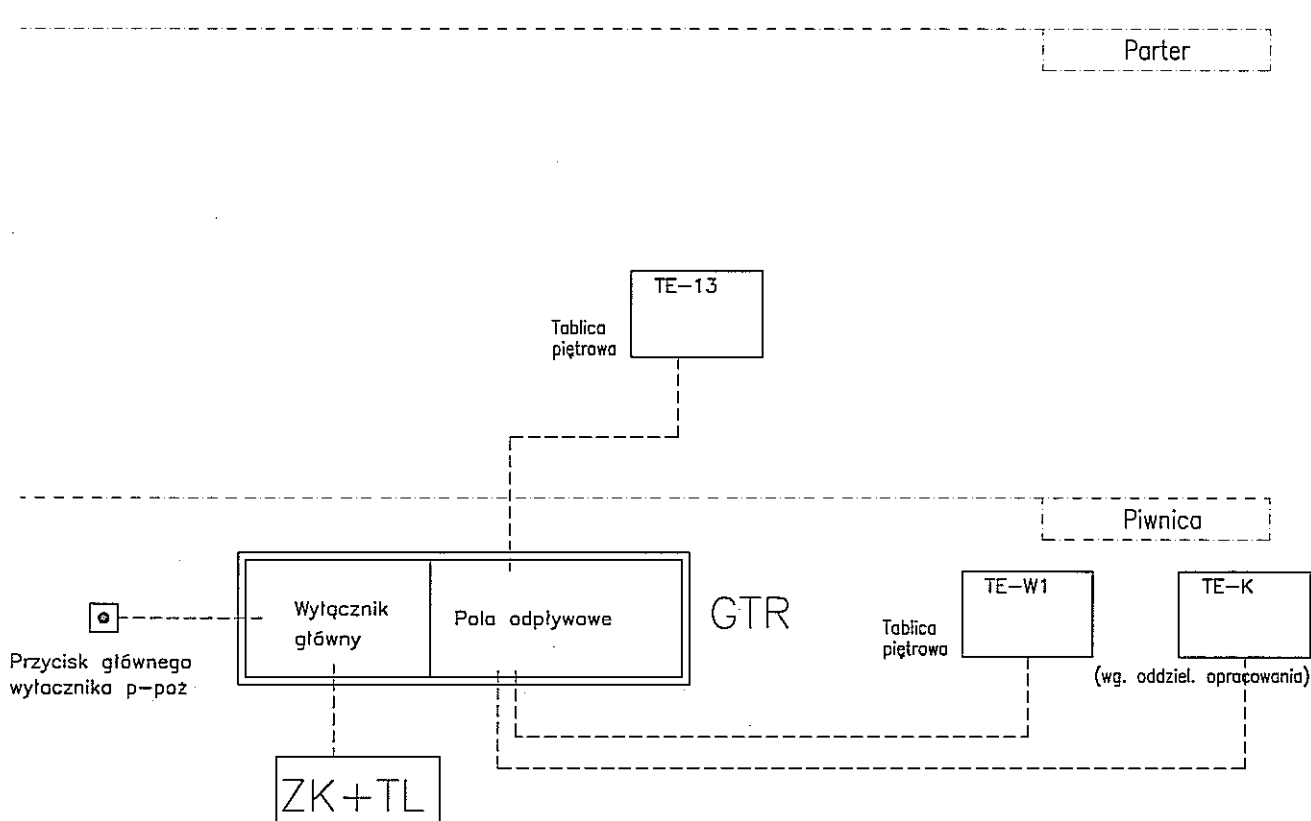 Parter
TE-13
Tablica
piętrowa
Piwnica
Wyłącznik
główny
Pola odpływowe
GTR
TE-W1
TE-K
Tablica
piętrowa
(wg. oddziel. opracowania)
Przycisk głównego
wyłacznika p-poż
ZK+TL